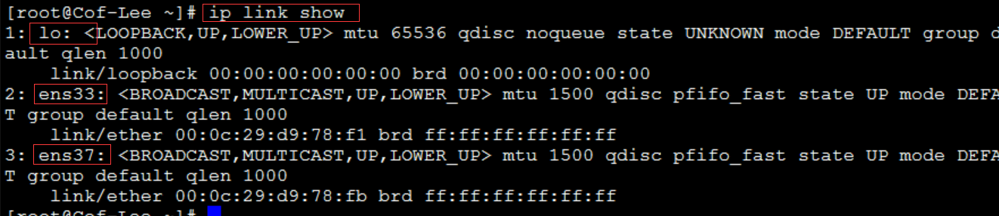 [root@Cof-Lee ~]# ip link show
1: lo: <LOOPBACK,UP,LOWER_UP> mtu 65536 qdisc noqueue state UNKNOWN mode DEFAULT group d
ault qlen 1000
    link/loopback 00:00:00:00:00:00 brd 00:00:00:00:00:00
2: ens33: <BROADCAST,MULTICAST,UP,LOWER_UP> mtu 1500 qdisc pfifo_fast state UP mode DEFA
T group default qlen 1000
    link/ether 00:0c:29:d9:78:f1 brd ff:ff:ff:ff:ff:ff
3: ens37: <BROADCAST,MULTICAST,UP,LOWER_UP> mtu 1500 qdisc pfifo_fast state UP mode DEFA
T group default qlen 1000
    link/ether 00:0c:29:d9:78:fb brd ff:ff:ff:ff:ff:ff
[root@Cof-Lee ~]#